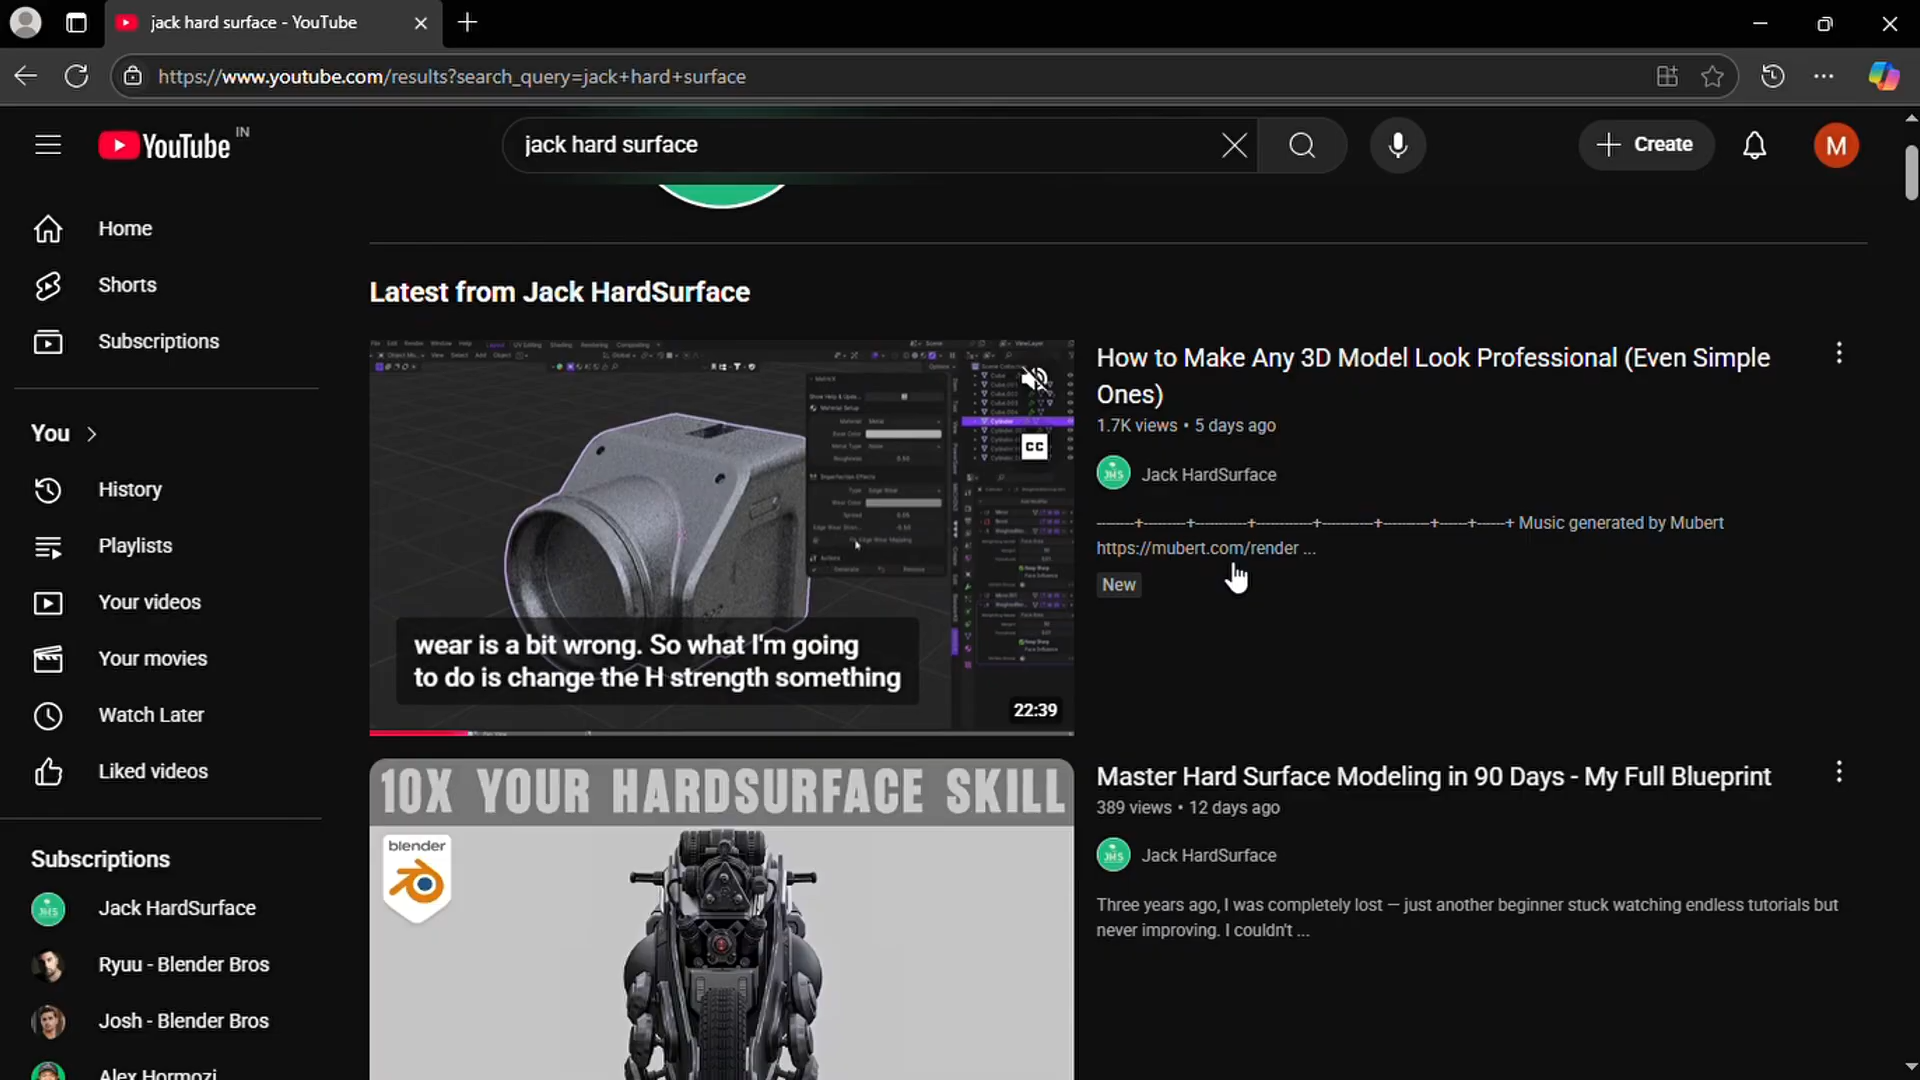 jack hard surface - YouTube
https://www.youtube.com/results?search_query=jack+hard+surface
YouTube IN
jack hard surface
Create
M
Home
Shorts
Subscriptions
You
History
Playlists
Your videos
Your movies
Watch Later
Liked videos
Subscriptions
Jack HardSurface
Ryuu - Blender Bros
Josh - Blender Bros
Alex Hormozi
Latest from Jack HardSurface
CC
wear is a bit wrong. So what I'm going
to do is change the H strength something
22:39
How to Make Any 3D Model Look Professional (Even Simple
Ones)
1.7K views • 5 days ago
JHS
Jack HardSurface
--------+---------+-----------+------------+-----------+----------+------+-----+ Music generated by Mubert
https://mubert.com/render ...
New
10X YOUR HARDSURFACE SKILL
blender
Master Hard Surface Modeling in 90 Days - My Full Blueprint
389 views • 12 days ago
JHS
Jack HardSurface
Three years ago, I was completely lost — just another beginner stuck watching endless tutorials but
never improving. I couldn't ...